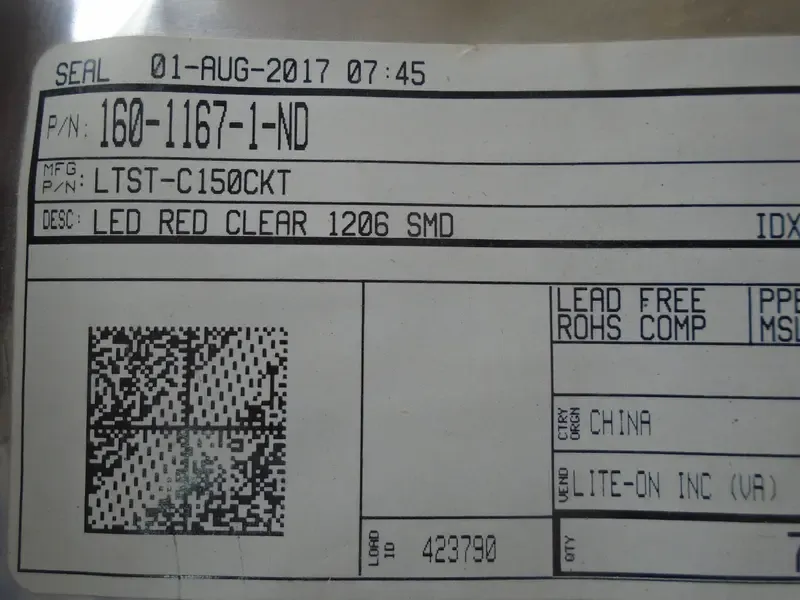 SEAL 01-AUG-2017 07:45
P/N: 160-1167-1-ND
MFG P/N: LTST-C150CKT
DESC: LED RED CLEAR 1206 SMD IDX
LEAD FREE
ROHS COMP
MSL
CTRY ORGN CHINA
VEND LITE-ON INC (VA)
LOAD ID 423790
QTY